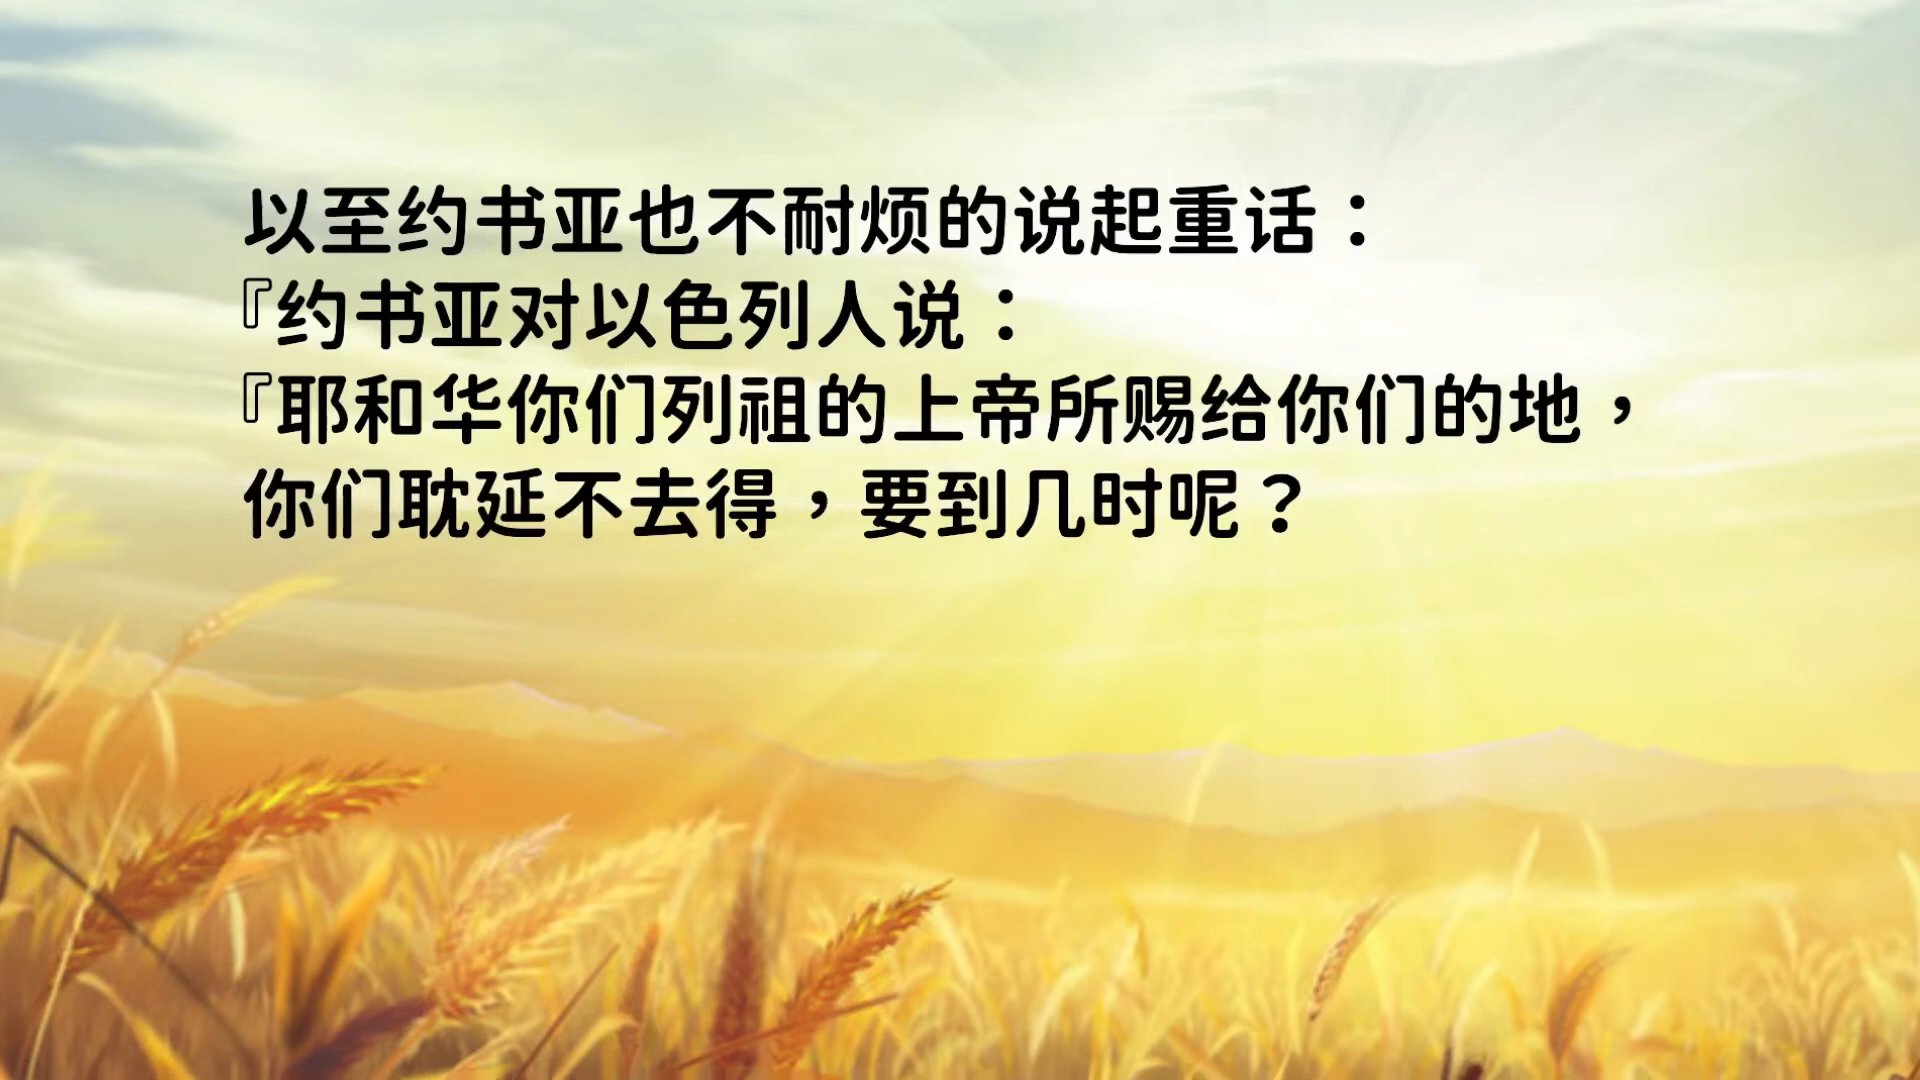 以至约书亚也不耐烦的说起重话：
『约书亚对以色列人说：
『耶和华你们列祖的上帝所赐给你们的地，
你们耽延不去得，要到几时呢？